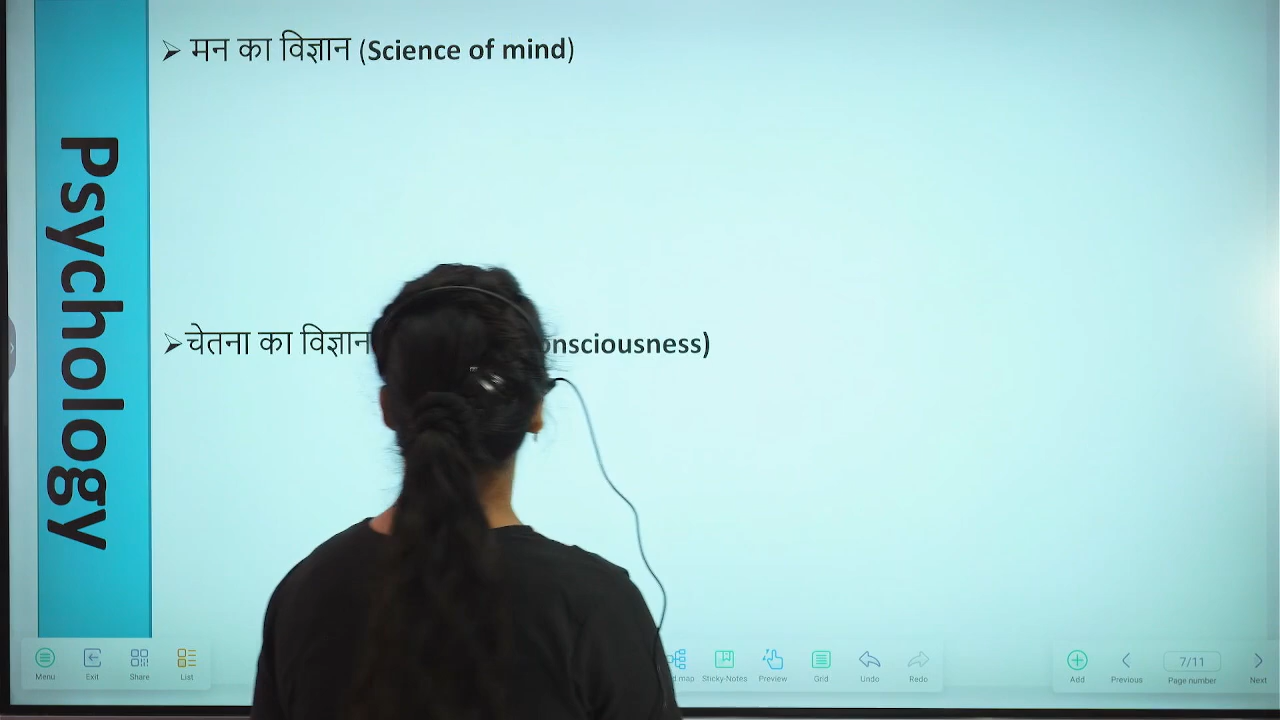 Psychology
➢ मन का विज्ञान (Science of mind)
➢चेतना का विज्ञान
Menu
Exit
Share
List
Sticky-Notes
Preview
Grid
Undo
Redo
Add
Previous
7/11
Page number
Next